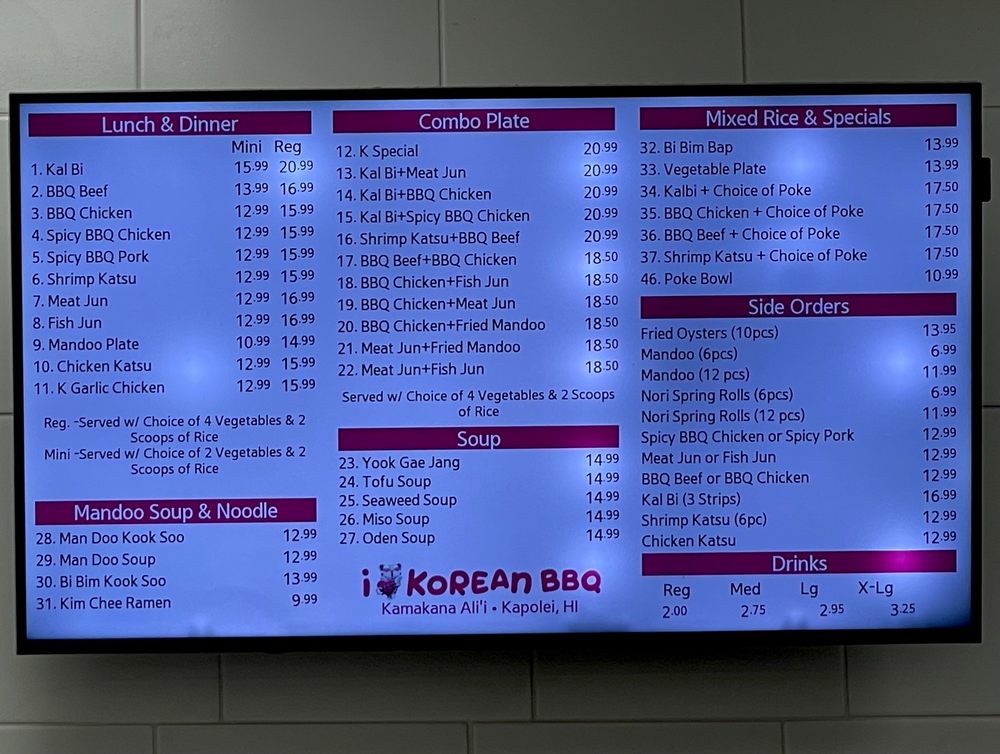 Lunch & Dinner
Mini Reg
1. Kal Bi 15.99 20.99
2. BBQ Beef 13.99 16.99
3. BBQ Chicken 12.99 15.99
4. Spicy BBQ Chicken 12.99 15.99
5. Spicy BBQ Pork 12.99 15.99
6. Shrimp Katsu 12.99 15.99
7. Meat Jun 12.99 16.99
8. Fish Jun 12.99 16.99
9. Mandoo Plate 10.99 14.99
10. Chicken Katsu 12.99 15.99
11. K Garlic Chicken 12.99 15.99
Reg. -Served w/ Choice of 4 Vegetables & 2
Scoops of Rice
Mini -Served w/ Choice of 2 Vegetables & 2
Scoops of Rice
Mandoo Soup & Noodle
28. Man Doo Kook Soo 12.99
29. Man Doo Soup 12.99
30. Bi Bim Kook Soo 13.99
31. Kim Chee Ramen 9.99
Combo Plate
12. K Special 20.99
13. Kal Bi+Meat Jun 20.99
14. Kal Bi+BBQ Chicken 20.99
15. Kal Bi+Spicy BBQ Chicken 20.99
16. Shrimp Katsu+BBQ Beef 20.99
17. BBQ Beef+BBQ Chicken 18.50
18. BBQ Chicken+Fish Jun 18.50
19. BBQ Chicken+Meat Jun 18.50
20. BBQ Chicken+Fried Mandoo 18.50
21. Meat Jun+Fried Mandoo 18.50
22. Meat Jun+Fish Jun 18.50
Served w/ Choice of 4 Vegetables & 2 Scoops
of Rice
Soup
23. Yook Gae Jang 14.99
24. Tofu Soup 14.99
25. Seaweed Soup 14.99
26. Miso Soup 14.99
27. Oden Soup 14.99
i KOREAN BBQ
Kamakana Ali'i • Kapolei, HI
Mixed Rice & Specials
32. Bi Bim Bap 13.99
33. Vegetable Plate 13.99
34. Kalbi + Choice of Poke 17.50
35. BBQ Chicken + Choice of Poke 17.50
36. BBQ Beef + Choice of Poke 17.50
37. Shrimp Katsu + Choice of Poke 17.50
46. Poke Bowl 10.99
Side Orders
Fried Oysters (10pcs) 13.95
Mandoo (6pcs) 6.99
Mandoo (12 pcs) 11.99
Nori Spring Rolls (6pcs) 6.99
Nori Spring Rolls (12 pcs) 11.99
Spicy BBQ Chicken or Spicy Pork 12.99
Meat Jun or Fish Jun 12.99
BBQ Beef or BBQ Chicken 12.99
Kal Bi (3 Strips) 16.99
Shrimp Katsu (6pc) 12.99
Chicken Katsu 12.99
Drinks
Reg Med Lg X-Lg
2.00 2.75 2.95 3.25